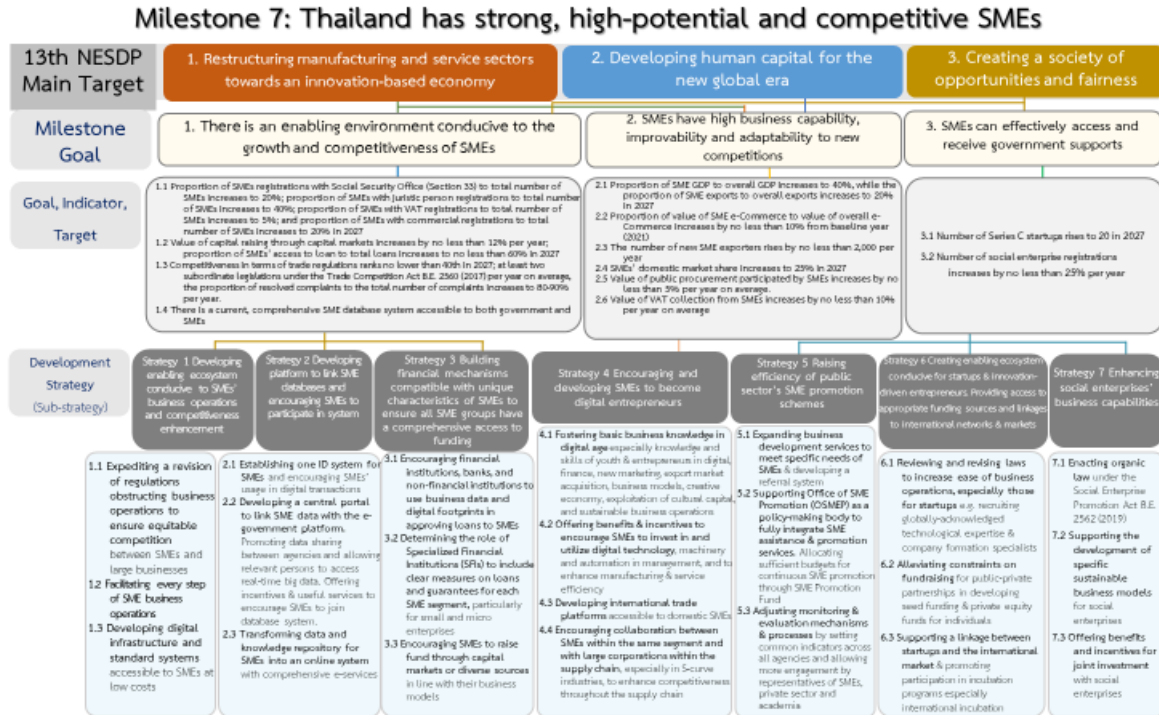 Milestone 7: Thailand has strong, high-potential and competitive SMEs
13th NESDP
Main Target
1. Restructuring manufacturing and service sectors
towards an innovation-based economy
2. Developing human capital for the
new global era
3. Creating a society of
opportunities and fairness
Milestone
Goal
1. There is an enabling environment conducive to the
growth and competitiveness of SMEs
2. SMEs have high business capability,
improvability and adaptability to new
competitions
3. SMEs can effectively access and
receive government supports
Goal, Indicator,
Target
1.1 Proportion of SMEs registrations with Social Security Office (Section 33) to total number of
SMEs increases to 20%; proportion of SMEs with juristic person registrations to total number
of SMEs increases to 40%; proportion of SMEs with VAT registrations to total number of
SMEs increases to 5%; and proportion of SMEs with commercial registrations to total
number of SMEs increases to 20% in 2027
1.2 Value of capital raising through capital markets increases by no less than 12% per year;
proportion of SMEs' access to loan to total loans increases to no less than 60% in 2027
1.3 Competitiveness in terms of trade regulations ranks no lower than 40th in 2027; at least two
subordinate legislations under the Trade Competition Act B.E. 2560 (2017) per year on average,
the proportion of resolved complaints to the total number of complaints increases to 80-90%
per year.
1.4 There is a current, comprehensive SME database system accessible to both government and
SMEs
2.1 Proportion of SME GDP to overall GDP increases to 40%, while the
proportion of SME exports to overall exports increases to 20%
in 2027
2.2 Proportion of value of SME e-Commerce to value of overall e-
Commerce increases by no less than 10% from baseline year
(2021)
2.3 The number of new SME exporters rises by no less than 2,000 per
year
2.4 SMEs' domestic market share increases to 25% in 2027
2.5 Value of public procurement participated by SMEs increases by no
less than 5% per year on average.
2.6 Value of VAT collection from SMEs increases by no less than 10%
per year on average
3.1 Number of Series C startups rises to 20 in 2027
3.2 Number of social enterprise registrations
increases by no less than 25% per year
Development
Strategy
(Sub-strategy)
Strategy 1 Developing
enabling ecosystem
conducive to SMEs'
business operations
and competitiveness
enhancement
Strategy 2 Developing
platform to link SME
databases and
encouraging SMEs to
participate in system
Strategy 3 Building
financial mechanisms
compatible with unique
characteristics of SMEs to
ensure all SME groups have
a comprehensive access to
funding
Strategy 4 Encouraging and
developing SMEs to become
digital entrepreneurs
Strategy 5 Raising
efficiency of public
sector's SME promotion
schemes
Strategy 6 Creating enabling ecosystem
conducive for startups & innovation-
driven entrepreneurs. Providing access to
appropriate funding sources and linkages
to international networks & markets
Strategy 7 Enhancing
social enterprises'
business capabilities
1.1 Expediting a revision
of regulations
obstructing business
operations to
ensure equitable
competition
between SMEs and
large businesses
1.2 Facilitating every step
of SME business
operations
1.3 Developing digital
infrastructure and
standard systems
accessible to SMEs at
low costs
2.1 Establishing one ID system for
SMEs and encouraging SMEs'
usage in digital transactions
2.2 Developing a central portal
to link SME data with the e-
government platform.
Promoting data sharing
between agencies and allowing
relevant persons to access
real-time big data. Offering
incentives & useful services to
encourage SMEs to join
database system.
2.3 Transforming data and
knowledge repository for
SMEs into an online system
with comprehensive e-services
3.1 Encouraging financial
institutions, banks, and
non-financial institutions to
use business data and
digital footprints in
approving loans to SMEs
3.2 Determining the role of
Specialized Financial
Institutions (SFIs) to include
clear measures on loans
and guarantees for each
SME segment, particularly
for small and micro
enterprises
3.3 Encouraging SMEs to raise
fund through capital
markets or diverse sources
in line with their business
models
4.1 Fostering basic business knowledge in
digital age especially knowledge and
skills of youth & entrepreneurs in digital,
finance, new marketing, export market
acquisition, business models, creative
economy, exploitation of cultural capital,
and sustainable business operations
4.2 Offering benefits & incentives to
encourage SMEs to invest in and
utilize digital technology, machinery
and automation in management, and to
enhance manufacturing & service
efficiency
4.3 Developing international trade
platforms accessible to domestic SMEs
4.4 Encouraging collaboration between
SMEs within the same segment and
with large corporations within the
supply chain, especially in S-curve
industries, to enhance competitiveness
throughout the supply chain
5.1 Expanding business
development services to
meet specific needs of
SMEs & developing a
referral system
5.2 Supporting Office of SME
Promotion (OSMEP) as a
policy-making body to
fully integrate SME
assistance & promotion
services. Allocating
sufficient budgets for
continuous SME promotion
through SME Promotion
Fund
5.3 Adjusting monitoring &
evaluation mechanisms
& processes by setting
common indicators across
all agencies and allowing
more engagement by
representatives of SMEs,
private sector and
academia
6.1 Reviewing and revising laws
to increase ease of business
operations, especially those
for startups e.g. recruiting
globally-acknowledged
technological expertise &
company formation specialists
6.2 Alleviating constraints on
fundraising for public-private
partnerships in developing
seed funding & private equity
funds for individuals
6.3 Supporting a linkage between
startups and the international
market & promoting
participation in incubation
programs especially
international incubation
7.1 Enacting organic
law under the
Social Enterprise
Promotion Act B.E.
2562 (2019)
7.2 Supporting the
development of
specific
sustainable
business models
for social
enterprises
7.3 Offering benefits
and incentives for
joint investment
with social
enterprises